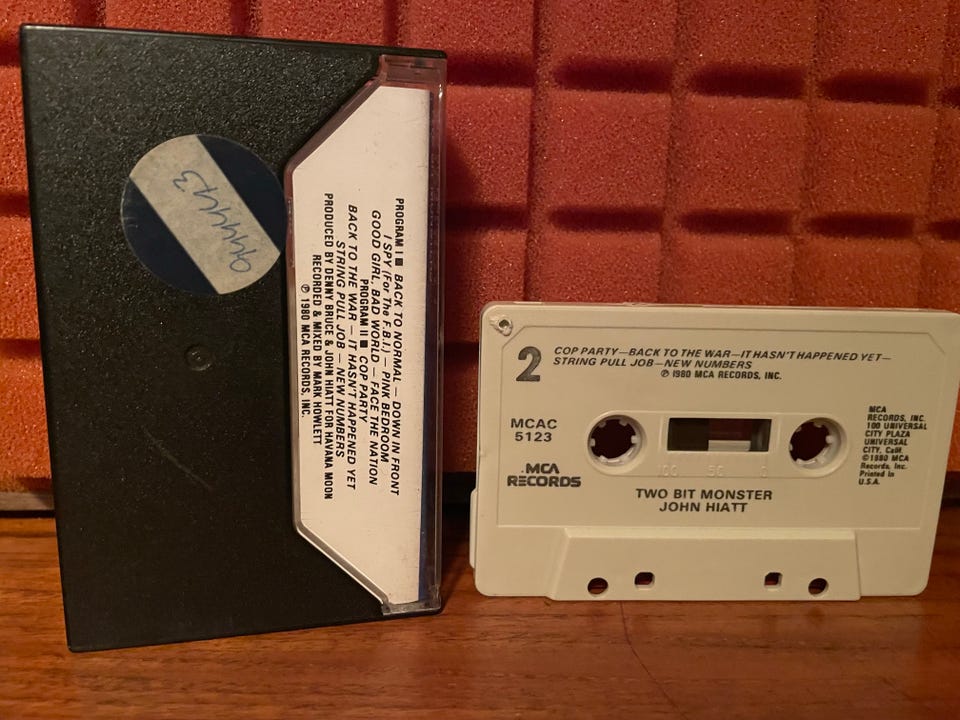 PROGRAM I ■ BACK TO NORMAL — DOWN IN FRONT
I SPY (For The F.B.I.) — PINK BEDROOM
GOOD GIRL, BAD WORLD — FACE THE NATION
PROGRAM II ■ COP PARTY
BACK TO THE WAR — IT HASN'T HAPPENED YET
STRING PULL JOB — NEW NUMBERS
PRODUCED BY DENNY BRUCE & JOHN HIATT FOR HAVANA MOON
RECORDED & MIXED BY MARK HOWLETT
℗ 1980 MCA RECORDS, INC.
2
COP PARTY—BACK TO THE WAR—IT HASN'T HAPPENED YET—
STRING PULL JOB—NEW NUMBERS
℗ 1980 MCA RECORDS, INC.
MCAC
5123
MCA
RECORDS
MCA
RECORDS, INC.
100 UNIVERSAL
CITY PLAZA
UNIVERSAL
CITY, Calif.
©1980 MCA
Records, Inc.
Printed in
U.S.A.
100 50 0
TWO BIT MONSTER
JOHN HIATT